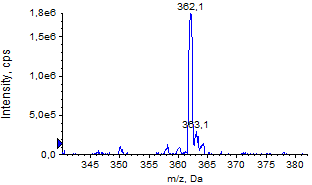 362,1
1,8e6
1,5e6
Intensity, cps
1,0e6
363,1
5,0e5
0,0
345 350 355 360 365 370 375 380
m/z, Da